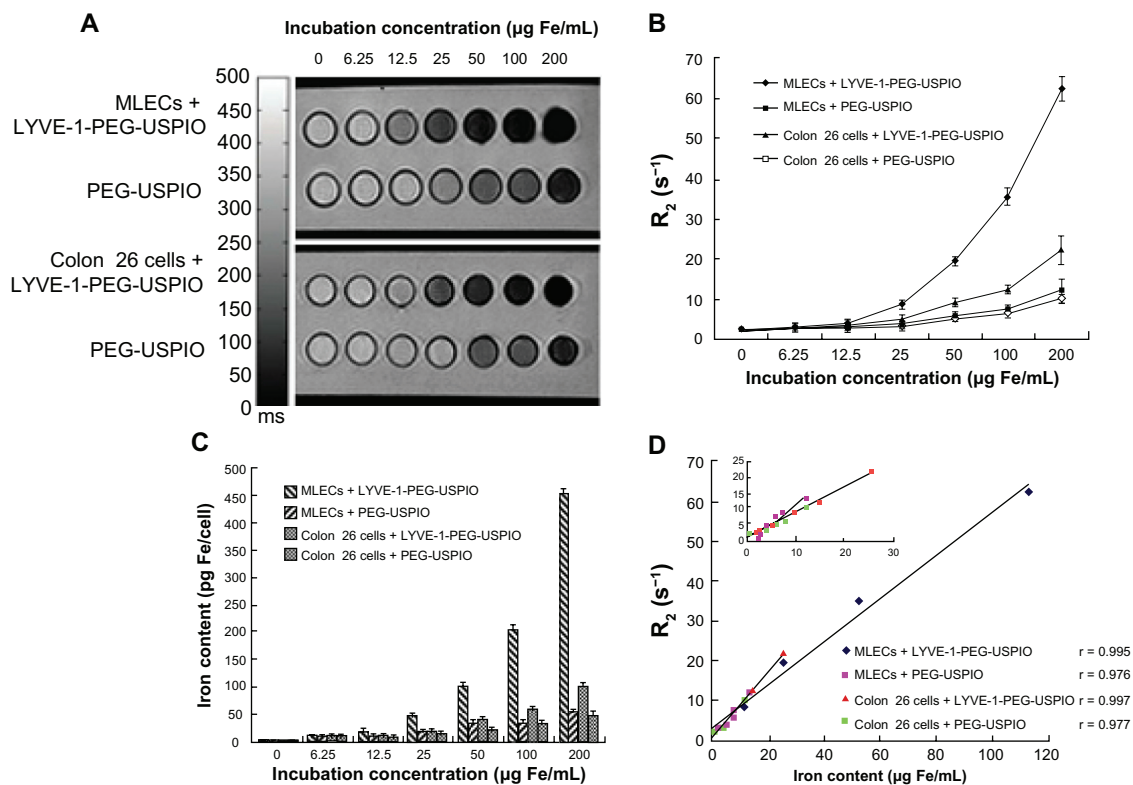 A
Incubation concentration (µg Fe/mL)
0 6.25 12.5 25 50 100 200
500
450
400
350
300
250
200
150
100
50
0
ms
MLECs +
LYVE-1-PEG-USPIO
PEG-USPIO
Colon 26 cells +
LYVE-1-PEG-USPIO
PEG-USPIO
B
70
60
50
40
30
20
10
0
R2 (s−1)
MLECs + LYVE-1-PEG-USPIO
MLECs + PEG-USPIO
Colon 26 cells + LYVE-1-PEG-USPIO
Colon 26 cells + PEG-USPIO
0 6.25 12.5 25 50 100 200
Incubation concentration (µg Fe/mL)
C
500
450
400
350
300
250
200
150
100
50
0
Iron content (pg Fe/cell)
MLECs + LYVE-1-PEG-USPIO
MLECs + PEG-USPIO
Colon 26 cells + LYVE-1-PEG-USPIO
Colon 26 cells + PEG-USPIO
0 6.25 12.5 25 50 100 200
Incubation concentration (µg Fe/mL)
D
70
60
50
40
30
20
10
0
R2 (s−1)
25
20
15
10
5
0
0 10 20 30
MLECs + LYVE-1-PEG-USPIO r = 0.995
MLECs + PEG-USPIO r = 0.976
Colon 26 cells + LYVE-1-PEG-USPIO r = 0.997
Colon 26 cells + PEG-USPIO r = 0.977
0 20 40 60 80 100 120
Iron content (µg Fe/mL)